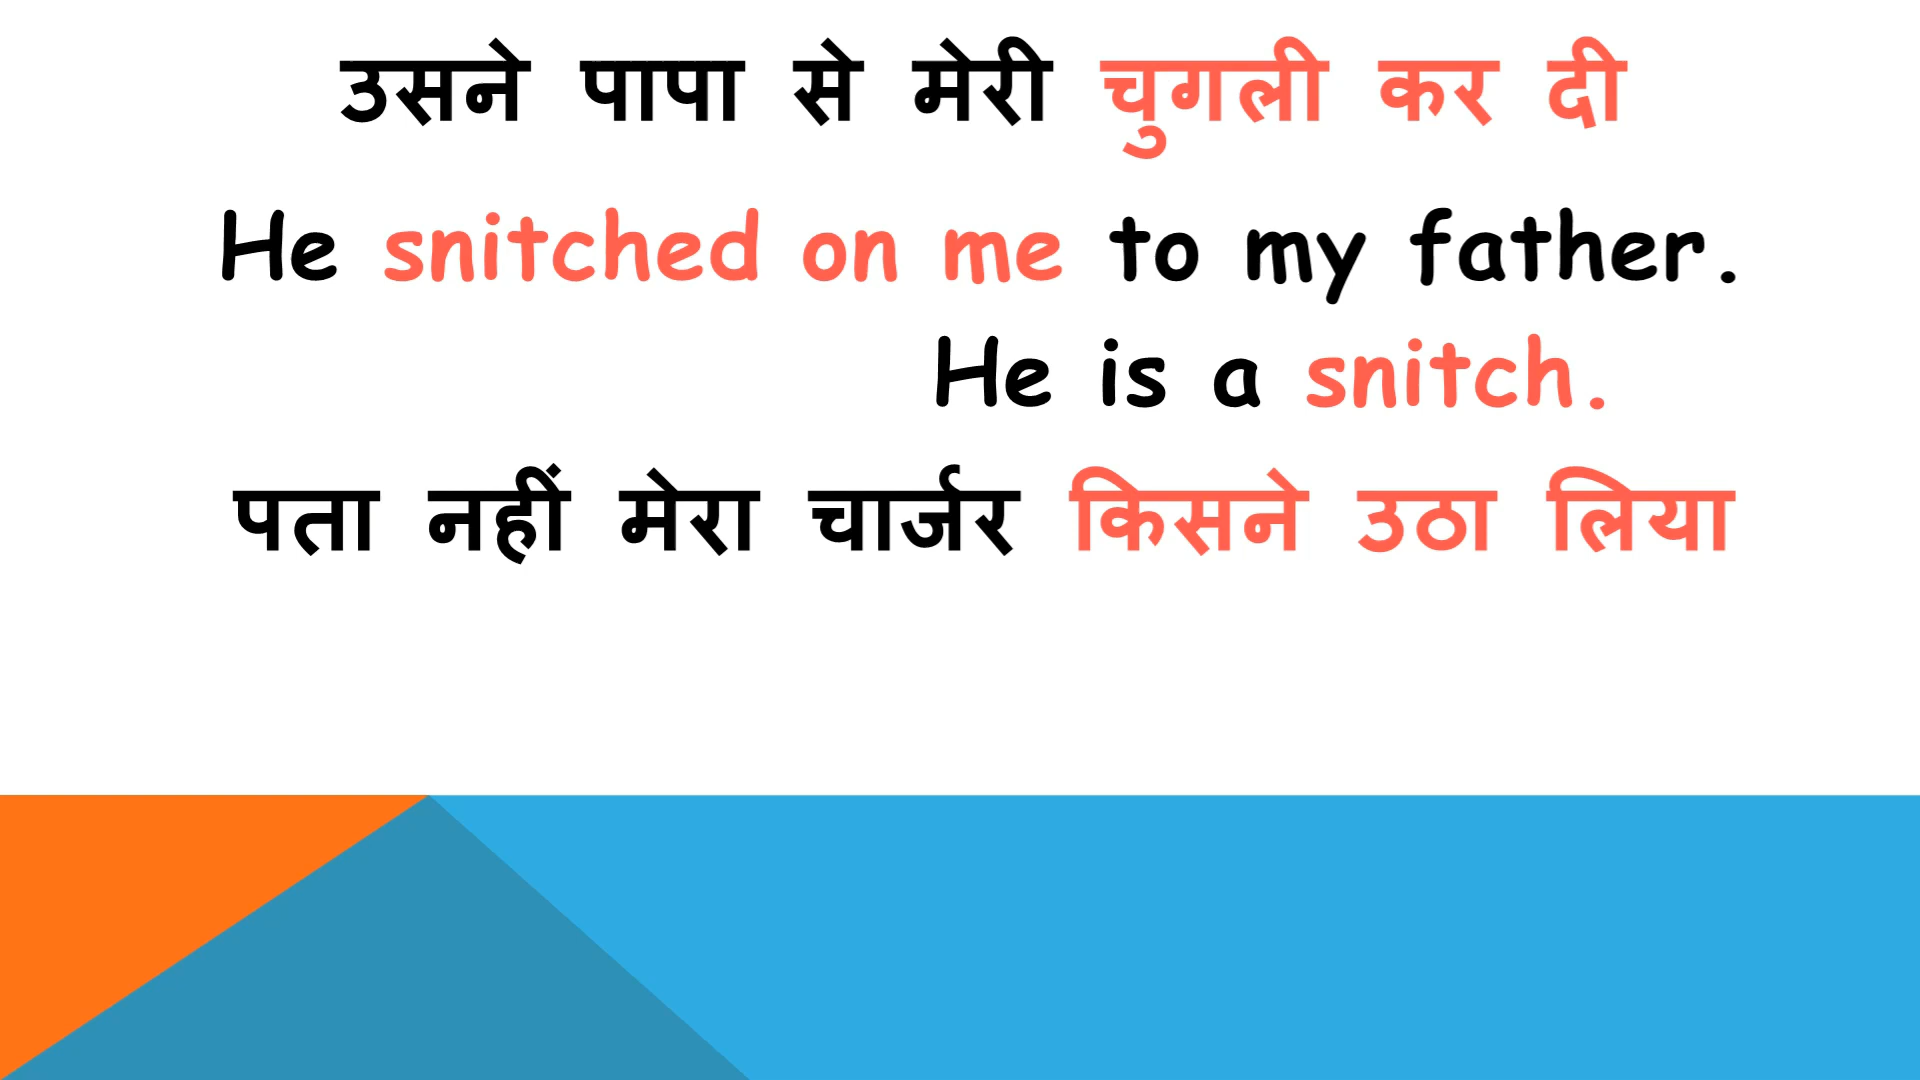 उसने पापा से मेरी चुगली कर दी
He snitched on me to my father.
He is a snitch.
पता नहीं मेरा चार्जर किसने उठा लिया